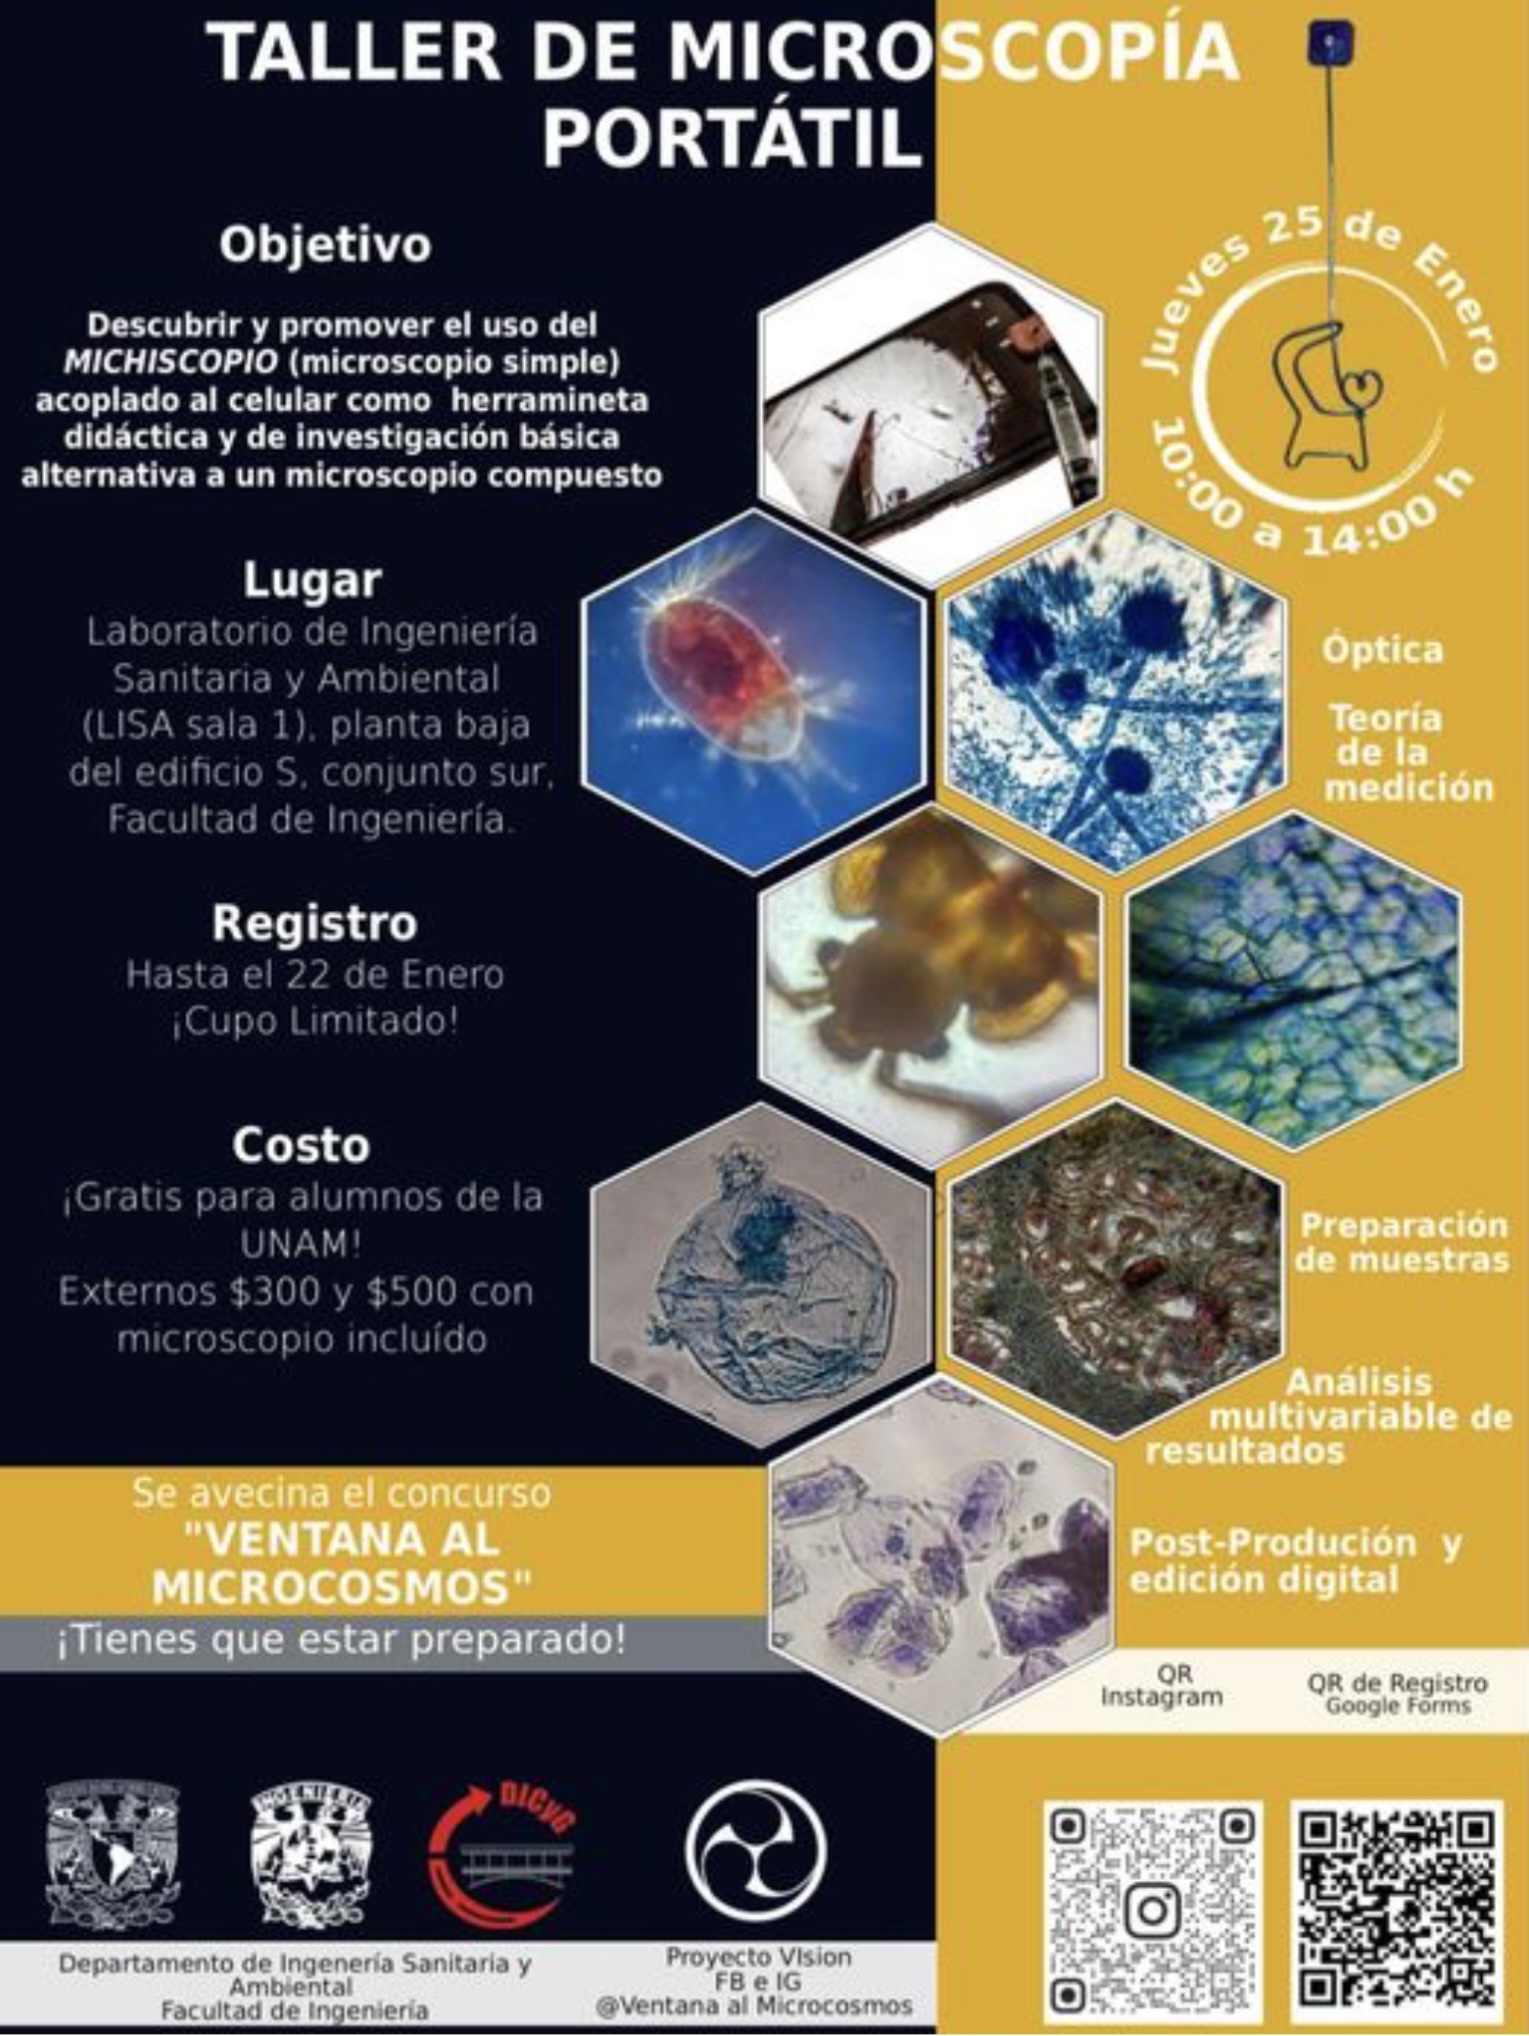 TALLER DE MICROSCOPÍA
PORTÁTIL
Jueves 25 de Enero
10:00 a 14:00 h
Objetivo
Descubrir y promover el uso del
MICHISCOPIO (microscopio simple)
acoplado al celular como herramineta
didáctica y de investigación básica
alternativa a un microscopio compuesto
Lugar
Laboratorio de Ingeniería
Sanitaria y Ambiental
(LISA sala 1), planta baja
del edificio S, conjunto sur,
Facultad de Ingeniería.
Registro
Hasta el 22 de Enero
¡Cupo Limitado!
Costo
¡Gratis para alumnos de la
UNAM!
Externos $300 y $500 con
microscopio incluído
Óptica
Teoría
de la
medición
Preparación
de muestras
Análisis
multivariable de
resultados
Post-Produción y
edición digital
Se avecina el concurso
"VENTANA AL
MICROCOSMOS"
¡Tienes que estar preparado!
QR
Instagram
QR de Registro
Google Forms
INGENIERIA
DICyG
Departamento de Ingenería Sanitaria y
Ambiental
Facultad de Ingeniería
Proyecto VIsion
FB e IG
@Ventana al Microcosmos